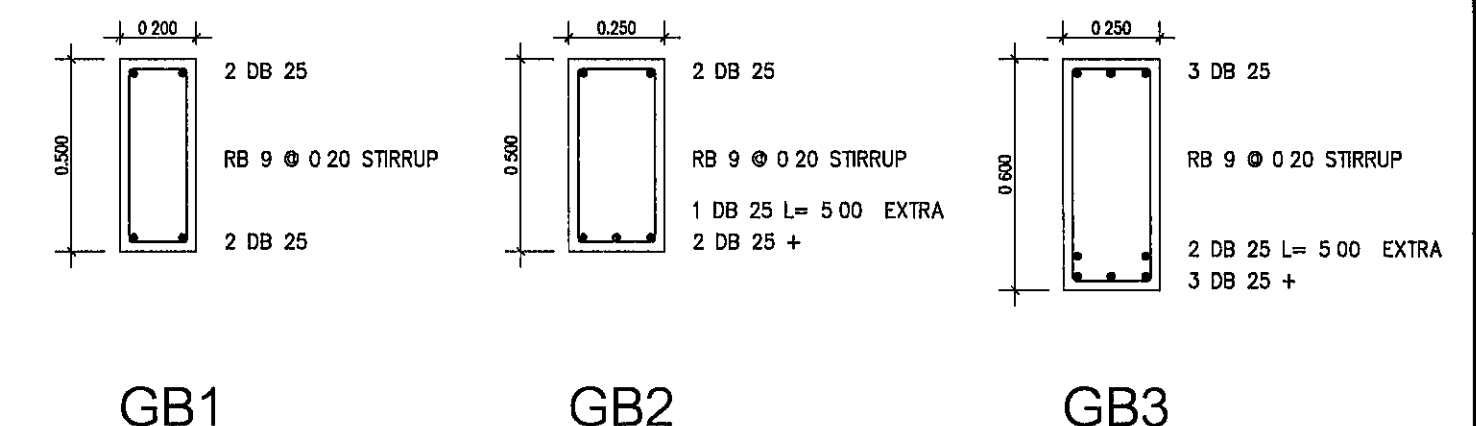 0 200
0.500
2 DB 25
RB 9 @ 0 20 STIRRUP
2 DB 25
GB1
0.250
0 500
2 DB 25
RB 9 @ 0 20 STIRRUP
1 DB 25 L= 5 00 EXTRA
2 DB 25 +
GB2
0 250
0 600
3 DB 25
RB 9 @ 0 20 STIRRUP
2 DB 25 L= 5 00 EXTRA
3 DB 25 +
GB3